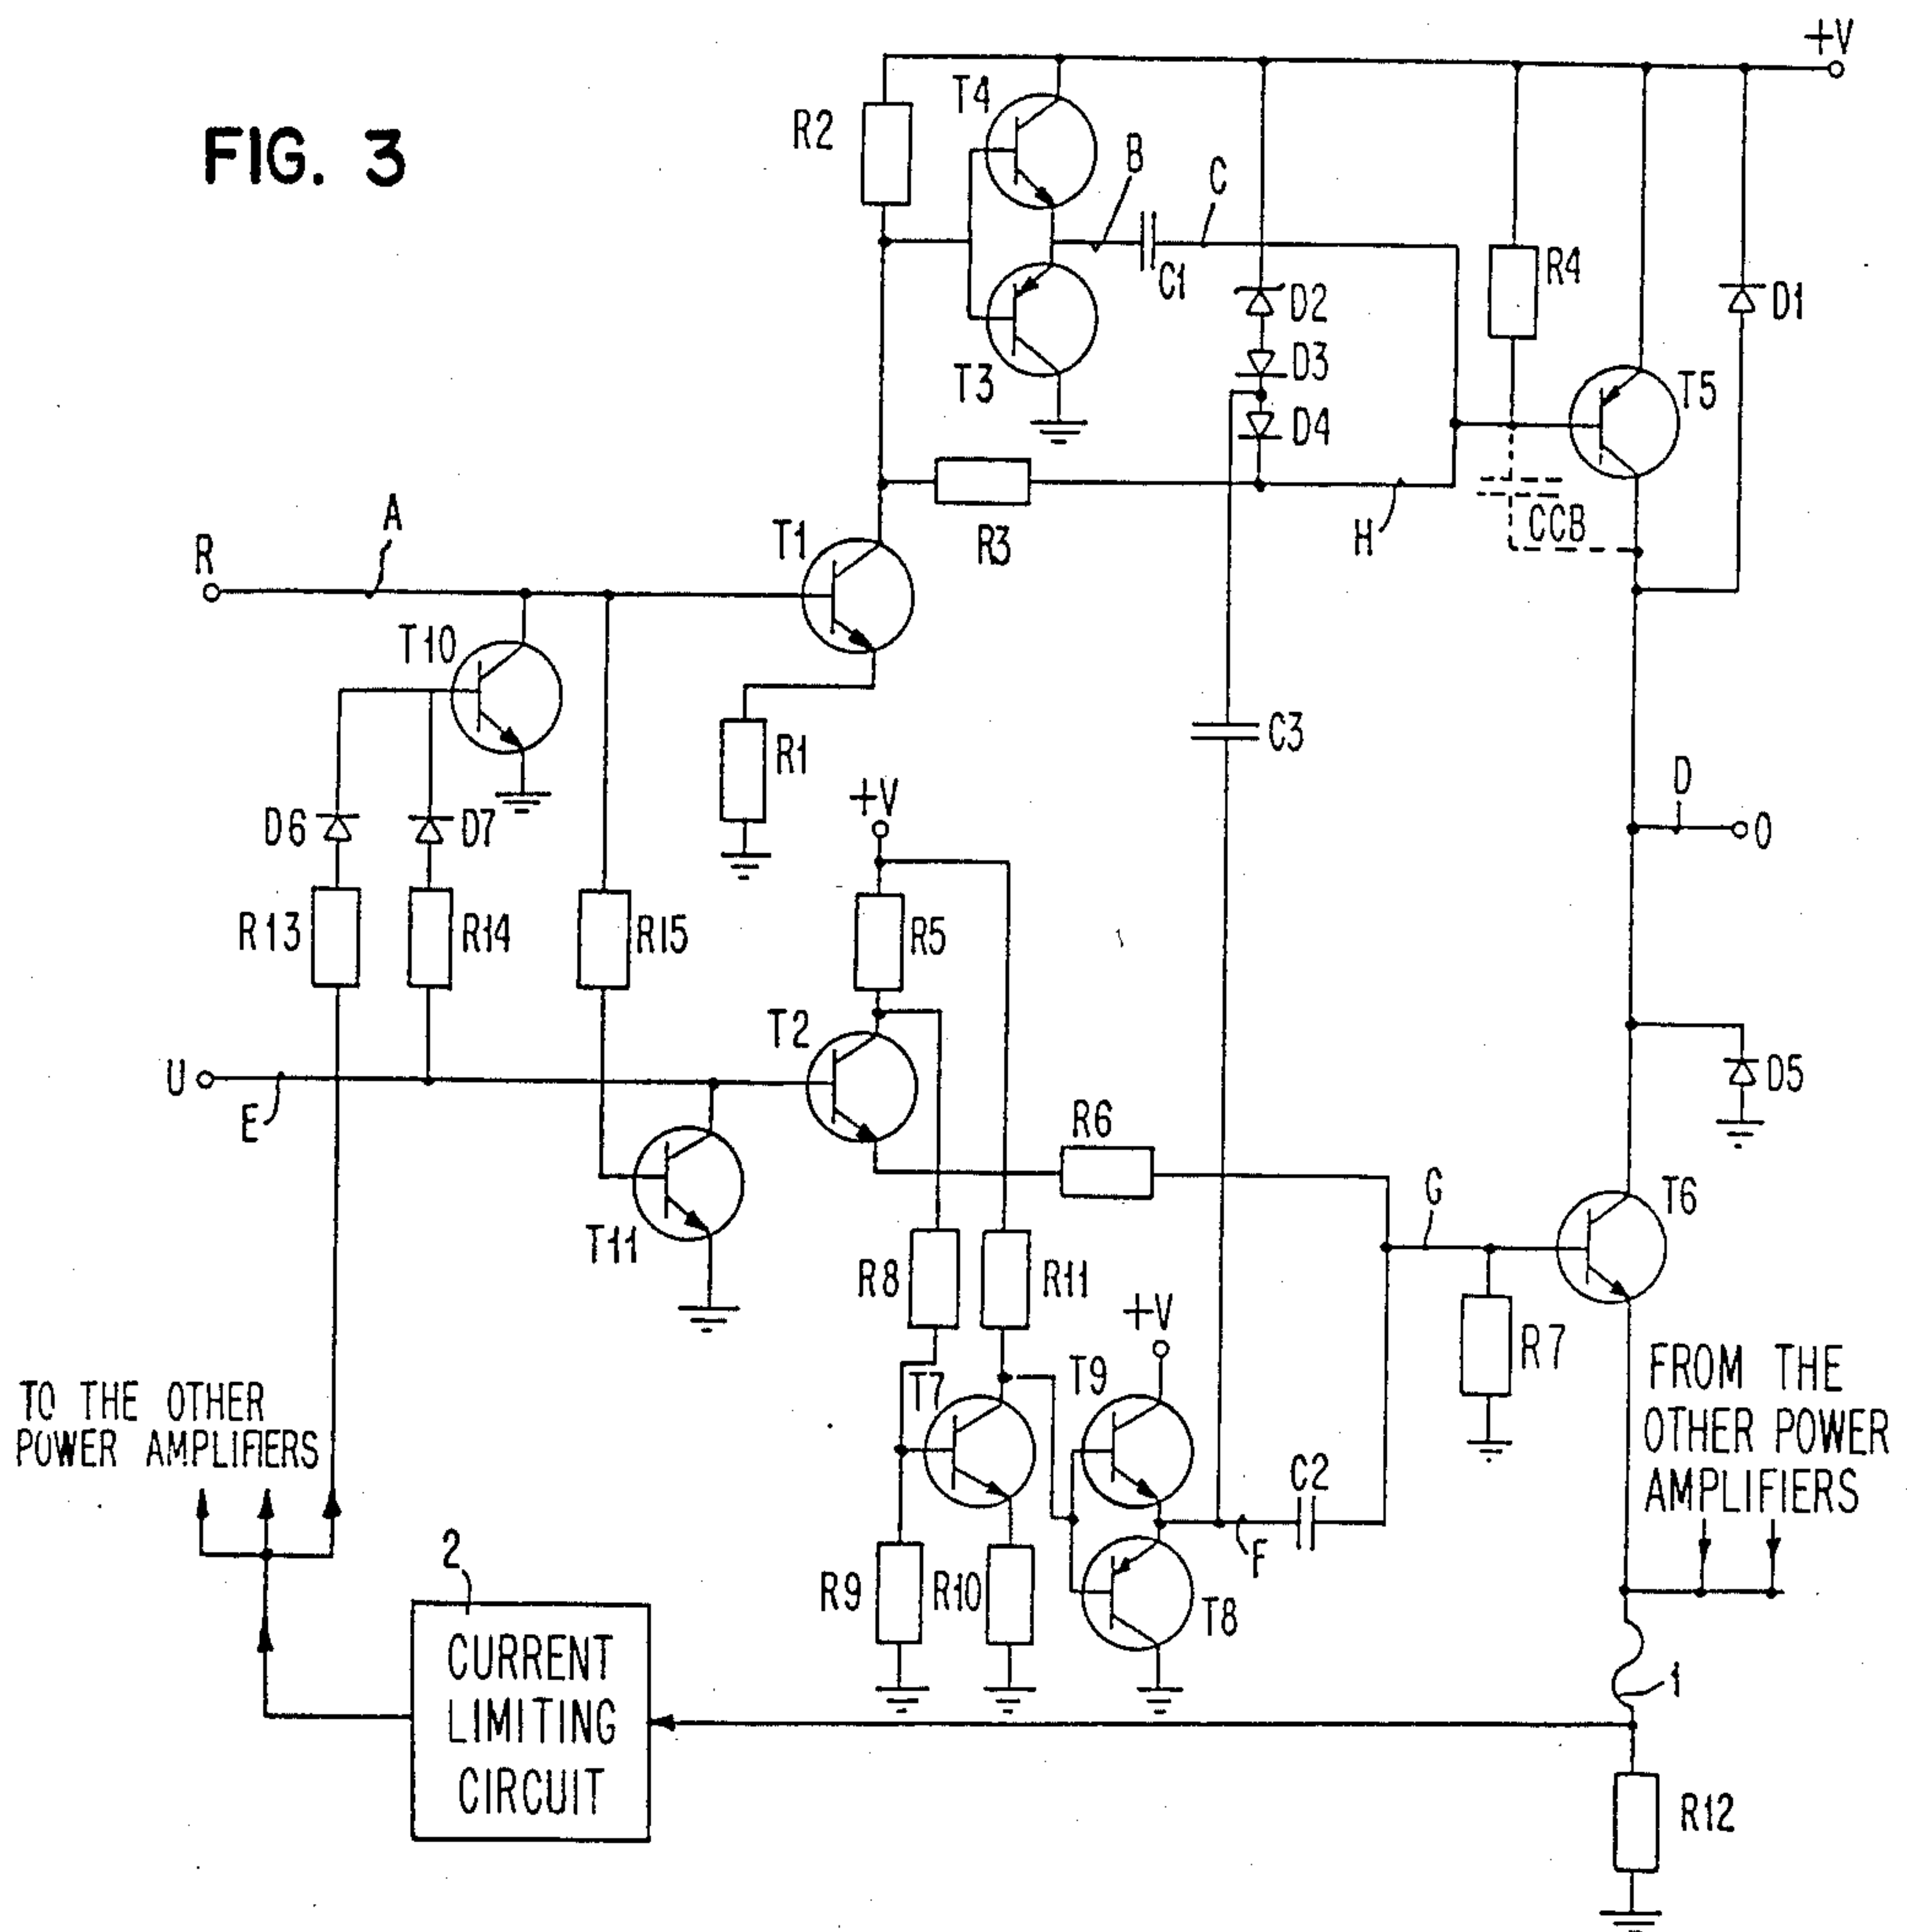 FIG. 3
+V
T4
R2
B
C
C1
D2
R4
D1
D3
T3
T5
D4
A
R
T1
R3
H
CCB
T10
R1
C3
+V
D
O
D6
D7
R13
R14
R15
R5
T2
U
E
D5
R6
G
T6
T11
R8
R11
+V
R7
FROM THE
OTHER POWER
AMPLIFIERS
TO THE OTHER
POWER AMPLIFIERS
T7
T9
C2
F
2
R9
R10
T8
CURRENT
LIMITING
CIRCUIT
1
R12